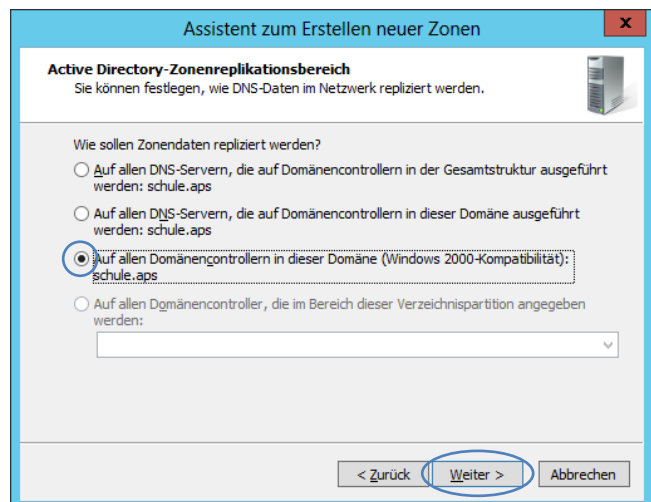 Assistent zum Erstellen neuer Zonen
x
Active Directory-Zonenreplikationsbereich
Sie können festlegen, wie DNS-Daten im Netzwerk repliziert werden.
Wie sollen Zonendaten repliziert werden?
Auf allen DNS-Servern, die auf Domänencontrollern in der Gesamtstruktur ausgeführt
werden: schule.aps
Auf allen DNS-Servern, die auf Domänencontrollern in dieser Domäne ausgeführt
werden: schule.aps
Auf allen Domänencontrollern in dieser Domäne (Windows 2000-Kompatibilität):
schule.aps
Auf allen Domänencontroller, die im Bereich dieser Verzeichnispartition angegeben
werden:
< Zurück Weiter > Abbrechen